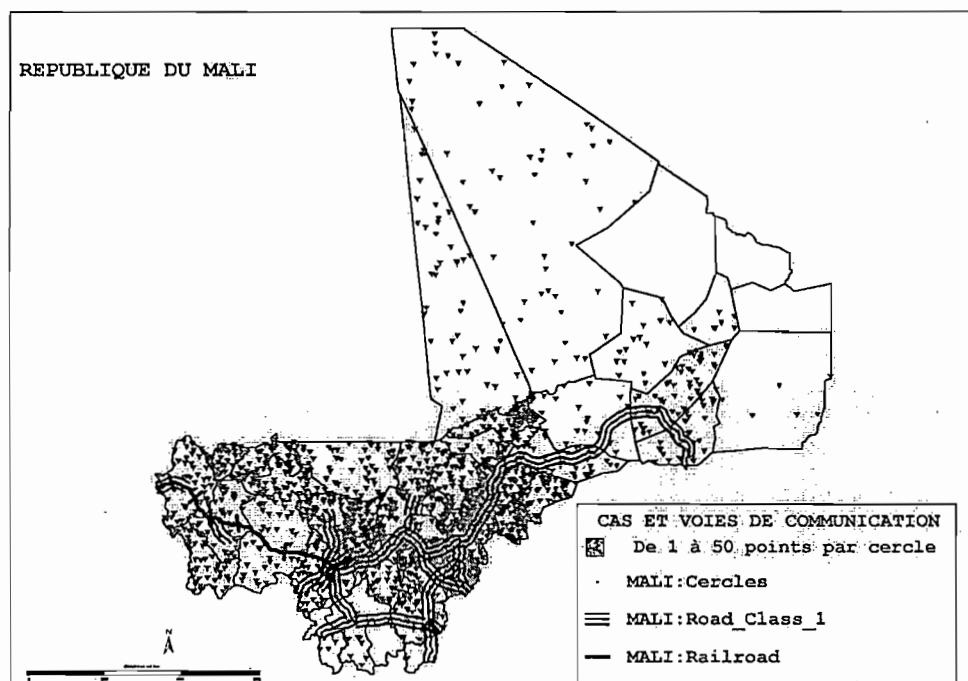 REPUBLIQUE DU MALI
CAS ET VOIES DE COMMUNICATION
De 1 à 50 points par cercle
MALI:Cercles
MALI:Road_Class_1
MALI:Railroad
N